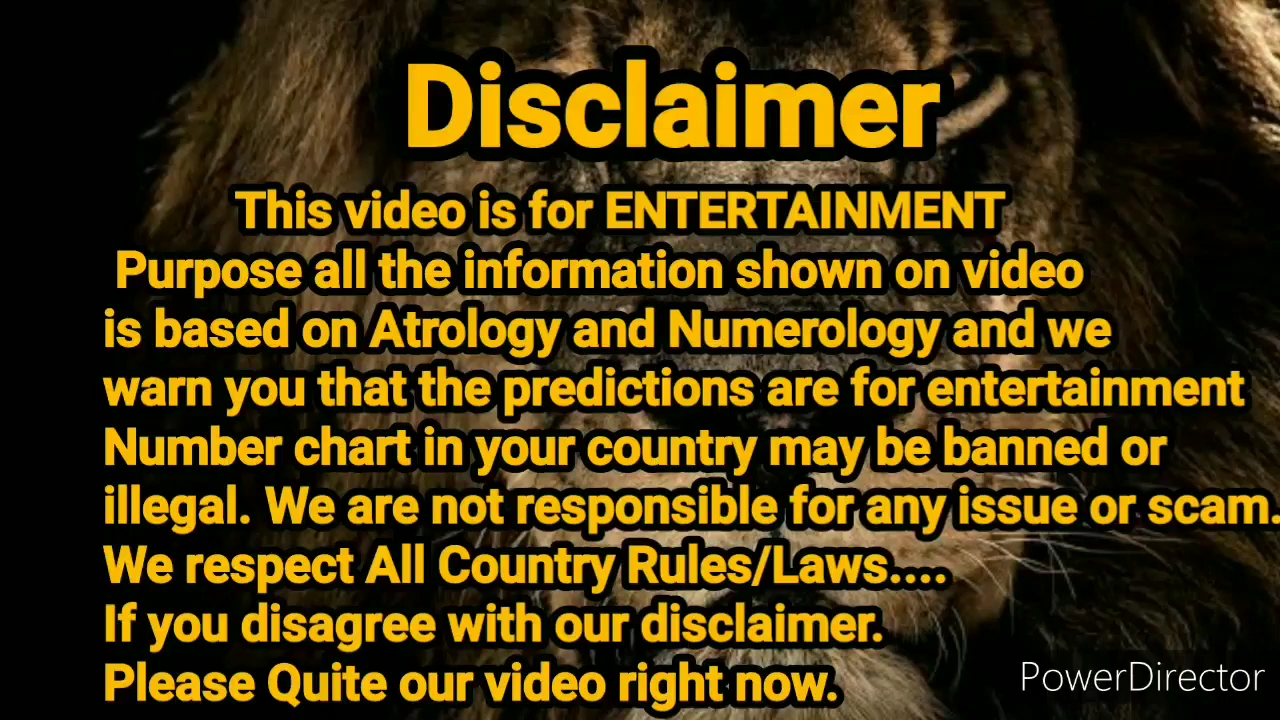 Disclaimer
This video is for ENTERTAINMENT
Purpose all the information shown on video
is based on Atrology and Numerology and we
warn you that the predictions are for entertainment
Number chart in your country may be banned or
illegal. We are not responsible for any issue or scam.
We respect All Country Rules/Laws....
If you disagree with our disclaimer.
Please Quite our video right now.
PowerDirector